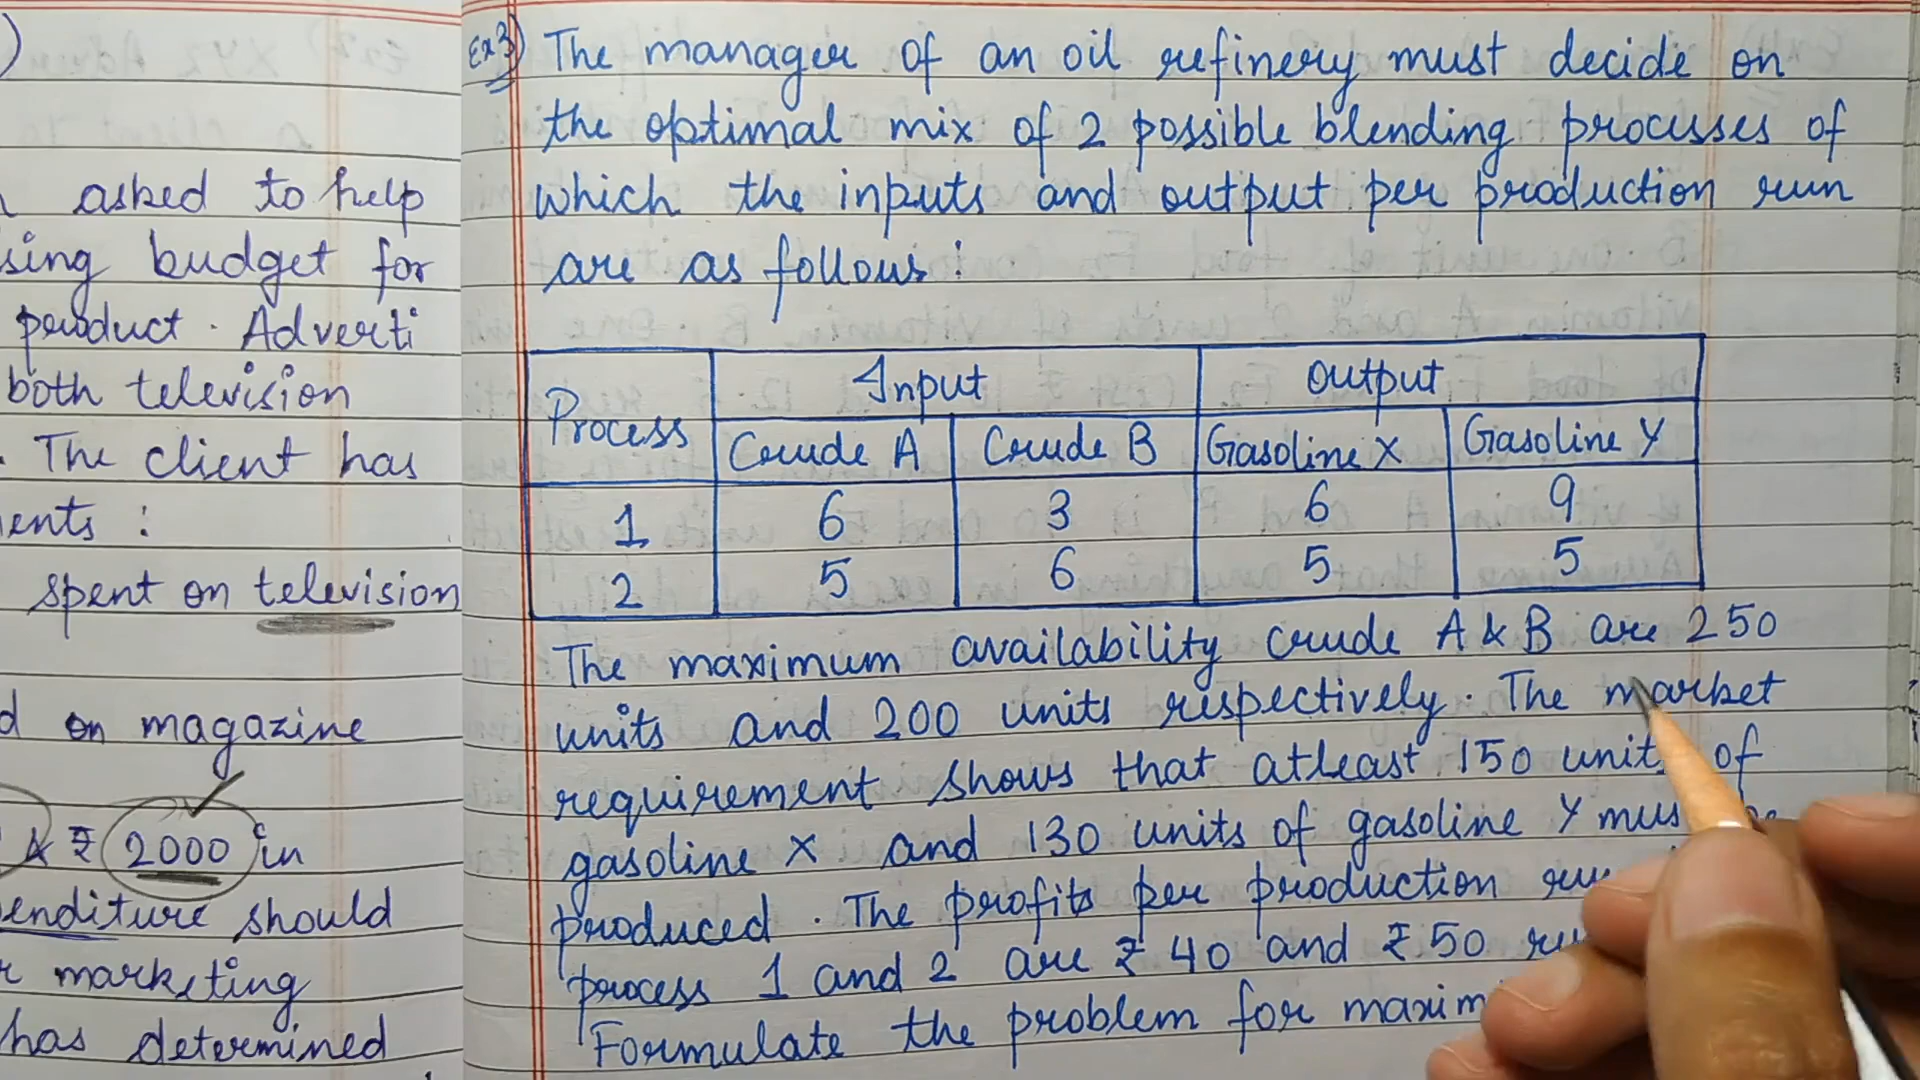 )
asked to help
sing budget for
product . Adverti
both television
. The client has
ents :
spent on television
d on magazine
& ₹ 2000 in
enditure should
r marketing
has determined
Ex3) The manager of an oil refinery must decide on
the optimal mix of 2 possible blending processes of
which the inputs and output per production run
are as follows:
Process Input Output
Crude A Crude B Gasoline X Gasoline Y
1 6 3 6 9
2 5 6 5 5
The maximum availability crude A & B are 250
units and 200 units respectively. The market
requirement shows that atleast 150 units of
gasoline X and 130 units of gasoline Y mus
produced . The profits per production ru
process 1 and 2 are ₹ 40 and ₹ 50 ru
Formulate the problem for maxim